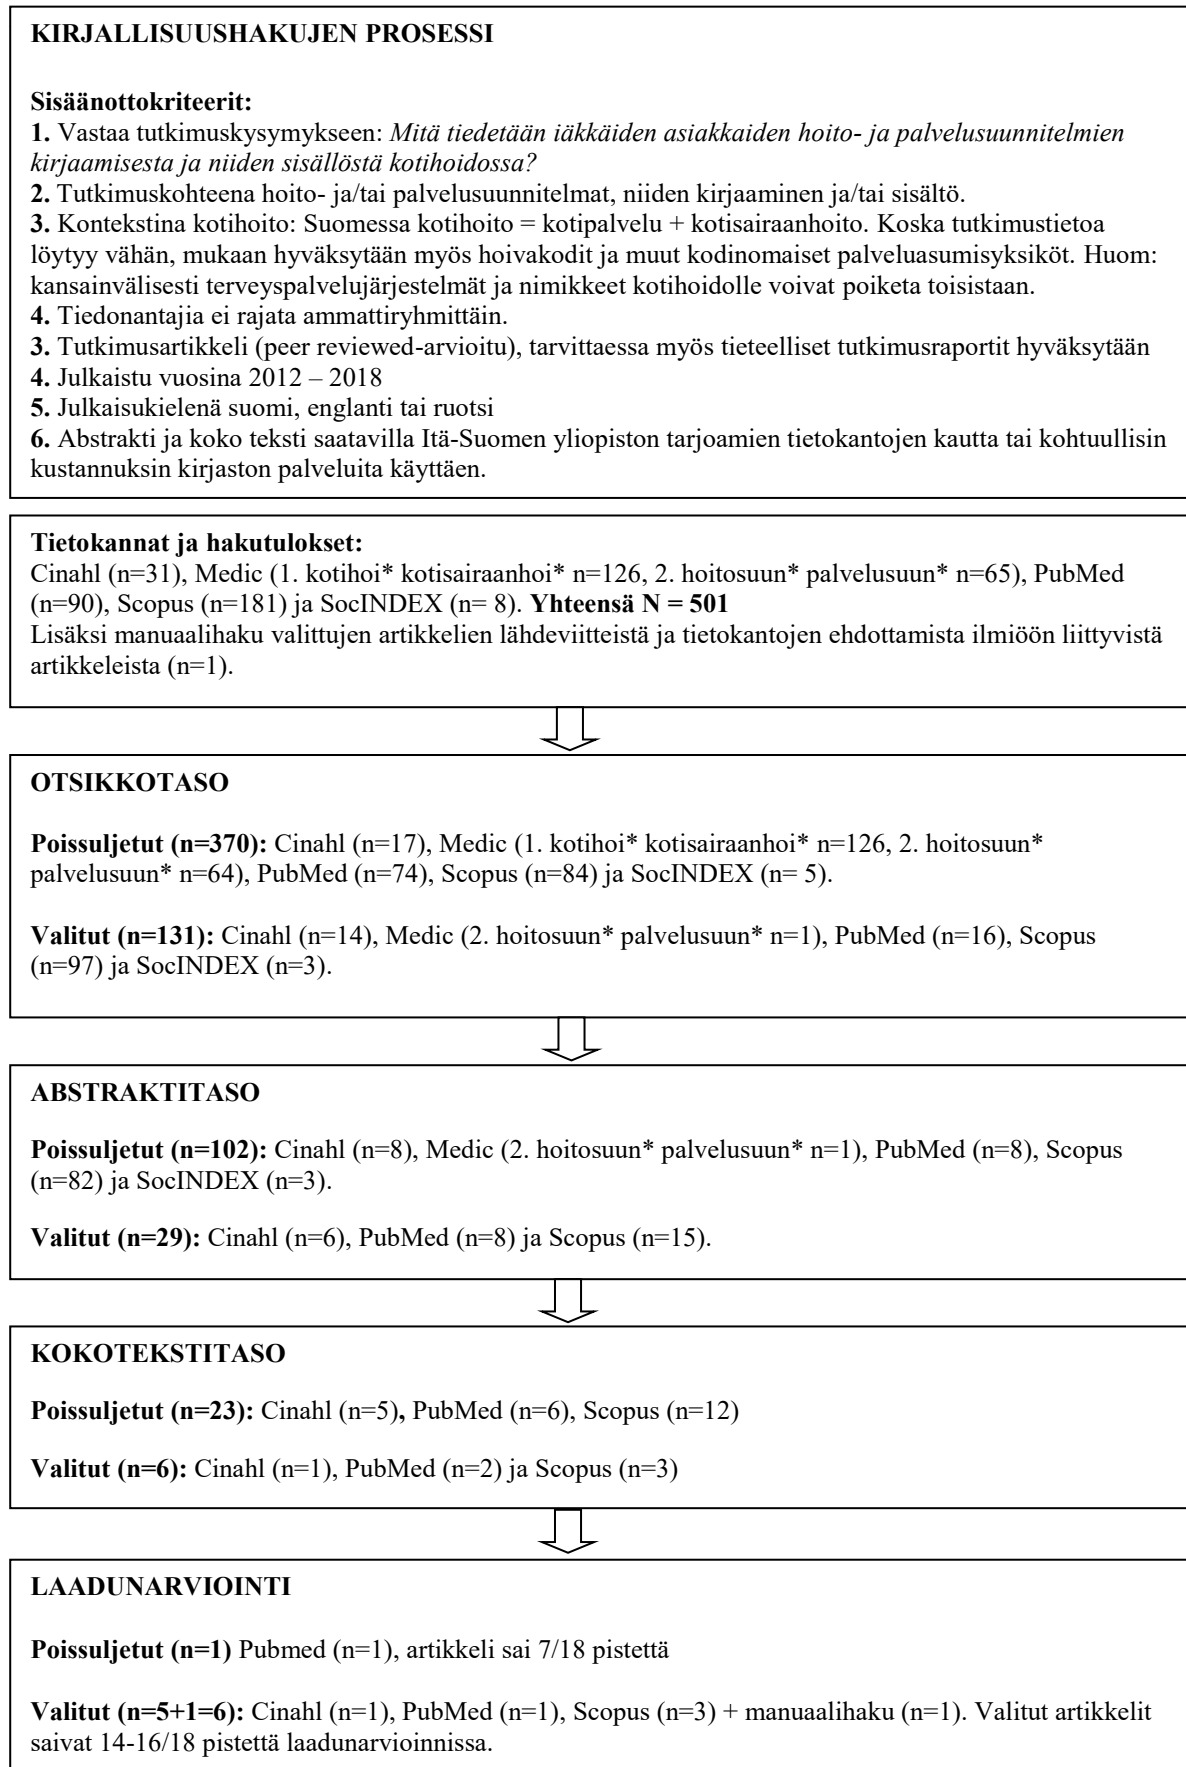 KIRJALLISUUSHAKUJEN PROSESSI
Sisäänottokriteerit:
1. Vastaa tutkimuskysymykseen: Mitä tiedetään iäkkäiden asiakkaiden hoito- ja palvelusuunnitelmien
kirjaamisesta ja niiden sisällöstä kotihoidossa?
2. Tutkimuskohteena hoito- ja/tai palvelusuunnitelmat, niiden kirjaaminen ja/tai sisältö.
3. Kontekstina kotihoito: Suomessa kotihoito = kotipalvelu + kotisairaanhoito. Koska tutkimustietoa
löytyy vähän, mukaan hyväksytään myös hoivakodit ja muut kodinomaiset palveluasumisyksiköt. Huom:
kansainvälisesti terveyspalvelujärjestelmät ja nimikkeet kotihoidolle voivat poiketa toisistaan.
4. Tiedonantajia ei rajata ammattiryhmittäin.
3. Tutkimusartikkeli (peer reviewed-arvioitu), tarvittaessa myös tieteelliset tutkimusraportit hyväksytään
4. Julkaistu vuosina 2012 – 2018
5. Julkaisukielenä suomi, englanti tai ruotsi
6. Abstrakti ja koko teksti saatavilla Itä-Suomen yliopiston tarjoamien tietokantojen kautta tai kohtuullisin
kustannuksin kirjaston palveluita käyttäen.
Tietokannat ja hakutulokset:
Cinahl (n=31), Medic (1. kotihoi* kotisairaanhoi* n=126, 2. hoitosuun* palvelusuun* n=65), PubMed
(n=90), Scopus (n=181) ja SocINDEX (n= 8). Yhteensä N = 501
Lisäksi manuaalihaku valittujen artikkelien lähdeviitteistä ja tietokantojen ehdottamista ilmiöön liittyvistä
artikkeleista (n=1).
OTSIKKOTASO
Poissuljetut (n=370): Cinahl (n=17), Medic (1. kotihoi* kotisairaanhoi* n=126, 2. hoitosuun*
palvelusuun* n=64), PubMed (n=74), Scopus (n=84) ja SocINDEX (n= 5).
Valitut (n=131): Cinahl (n=14), Medic (2. hoitosuun* palvelusuun* n=1), PubMed (n=16), Scopus
(n=97) ja SocINDEX (n=3).
ABSTRAKTITASO
Poissuljetut (n=102): Cinahl (n=8), Medic (2. hoitosuun* palvelusuun* n=1), PubMed (n=8), Scopus
(n=82) ja SocINDEX (n=3).
Valitut (n=29): Cinahl (n=6), PubMed (n=8) ja Scopus (n=15).
KOKOTEKSTITASO
Poissuljetut (n=23): Cinahl (n=5), PubMed (n=6), Scopus (n=12)
Valitut (n=6): Cinahl (n=1), PubMed (n=2) ja Scopus (n=3)
LAADUNARVIOINTI
Poissuljetut (n=1) Pubmed (n=1), artikkeli sai 7/18 pistettä
Valitut (n=5+1=6): Cinahl (n=1), PubMed (n=1), Scopus (n=3) + manuaalihaku (n=1). Valitut artikkelit
saivat 14-16/18 pistettä laadunarvioinnissa.